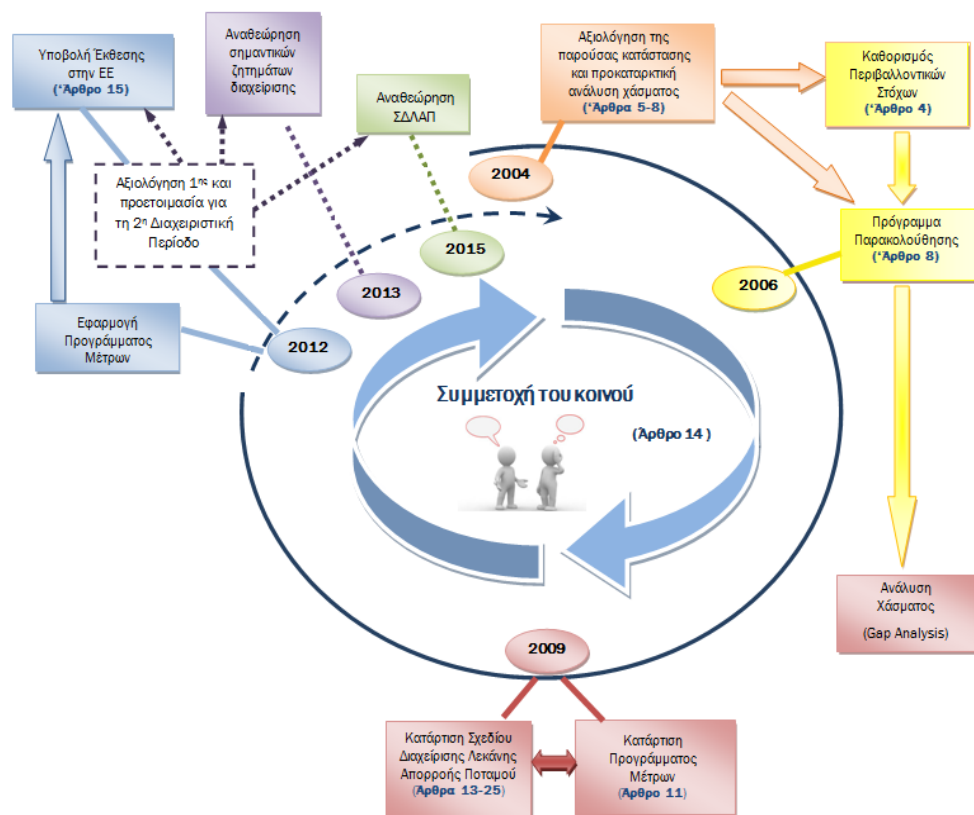 Υποβολή Έκθεσης
στην ΕΕ
(‘Άρθρο 15)
Αναθεώρηση
σημαντικών
ζητημάτων
διαχείρισης
Αναθεώρηση
ΣΔΛΑΠ
Αξιολόγηση της
παρούσας κατάστασης
και προκαταρκτική
ανάλυση χάσματος
(‘Άρθρα 5-8)
Καθορισμός
Περιβαλλοντικών
Στόχων
(‘Άρθρο 4)
Αξιολόγηση 1ης και
προετοιμασία για
τη 2η Διαχειριστική
Περίοδο
2004
2015
2013
2012
2006
Πρόγραμμα
Παρακολούθησης
(‘Άρθρο 8)
Εφαρμογή
Προγράμματος
Μέτρων
Συμμετοχή του κοινού
(Άρθρο 14 )
Ανάλυση
Χάσματος
(Gap Analysis)
2009
Κατάρτιση Σχεδίου
Διαχείρισης Λεκάνης
Απορροής Ποταμού
(Άρθρα 13-25)
Κατάρτιση
Προγράμματος
Μέτρων
(Άρθρο 11)